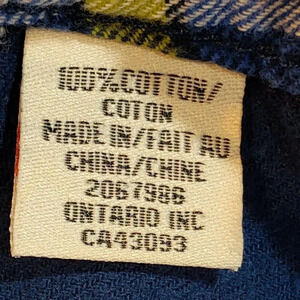 100%COTTON/
COTON
MADE IN/FAIT AU
CHINA/CHINE
2067986
ONTARIO INC
CA43093